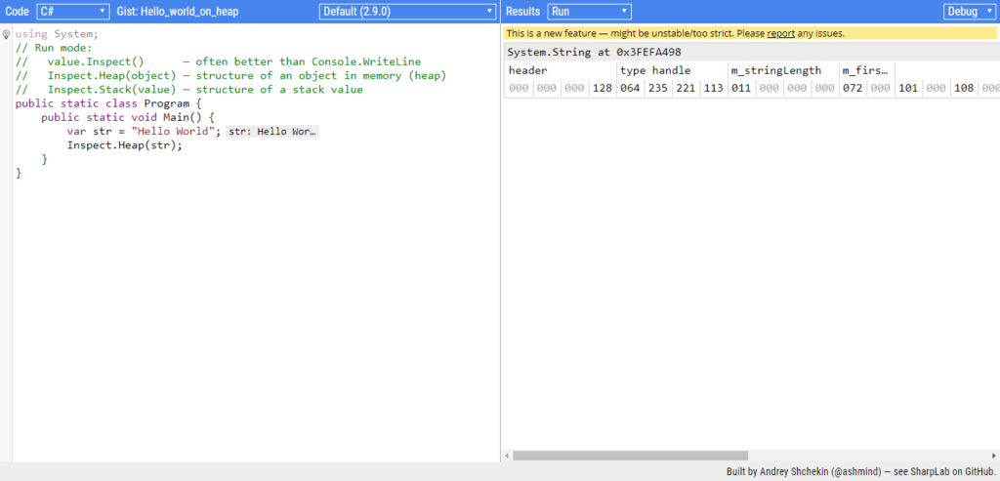 Code C# Gist: Hello_world_on_heap Default (2.9.0)
using System;
// Run mode:
//   value.Inspect()      — often better than Console.WriteLine
//   Inspect.Heap(object) — structure of an object in memory (heap)
//   Inspect.Stack(value) — structure of a stack value
public static class Program {
    public static void Main() {
        var str = "Hello World"; str: Hello Wor…
        Inspect.Heap(str);
    }
}
Results Run Debug
This is a new feature — might be unstable/too strict. Please report any issues.
System.String at 0x3FEFA498
header type handle m_stringLength m_firs…
000 000 000 128 064 235 221 113 011 000 000 000 072 000 101 000 108 000
Built by Andrey Shchekin (@ashmind) — see SharpLab on GitHub.